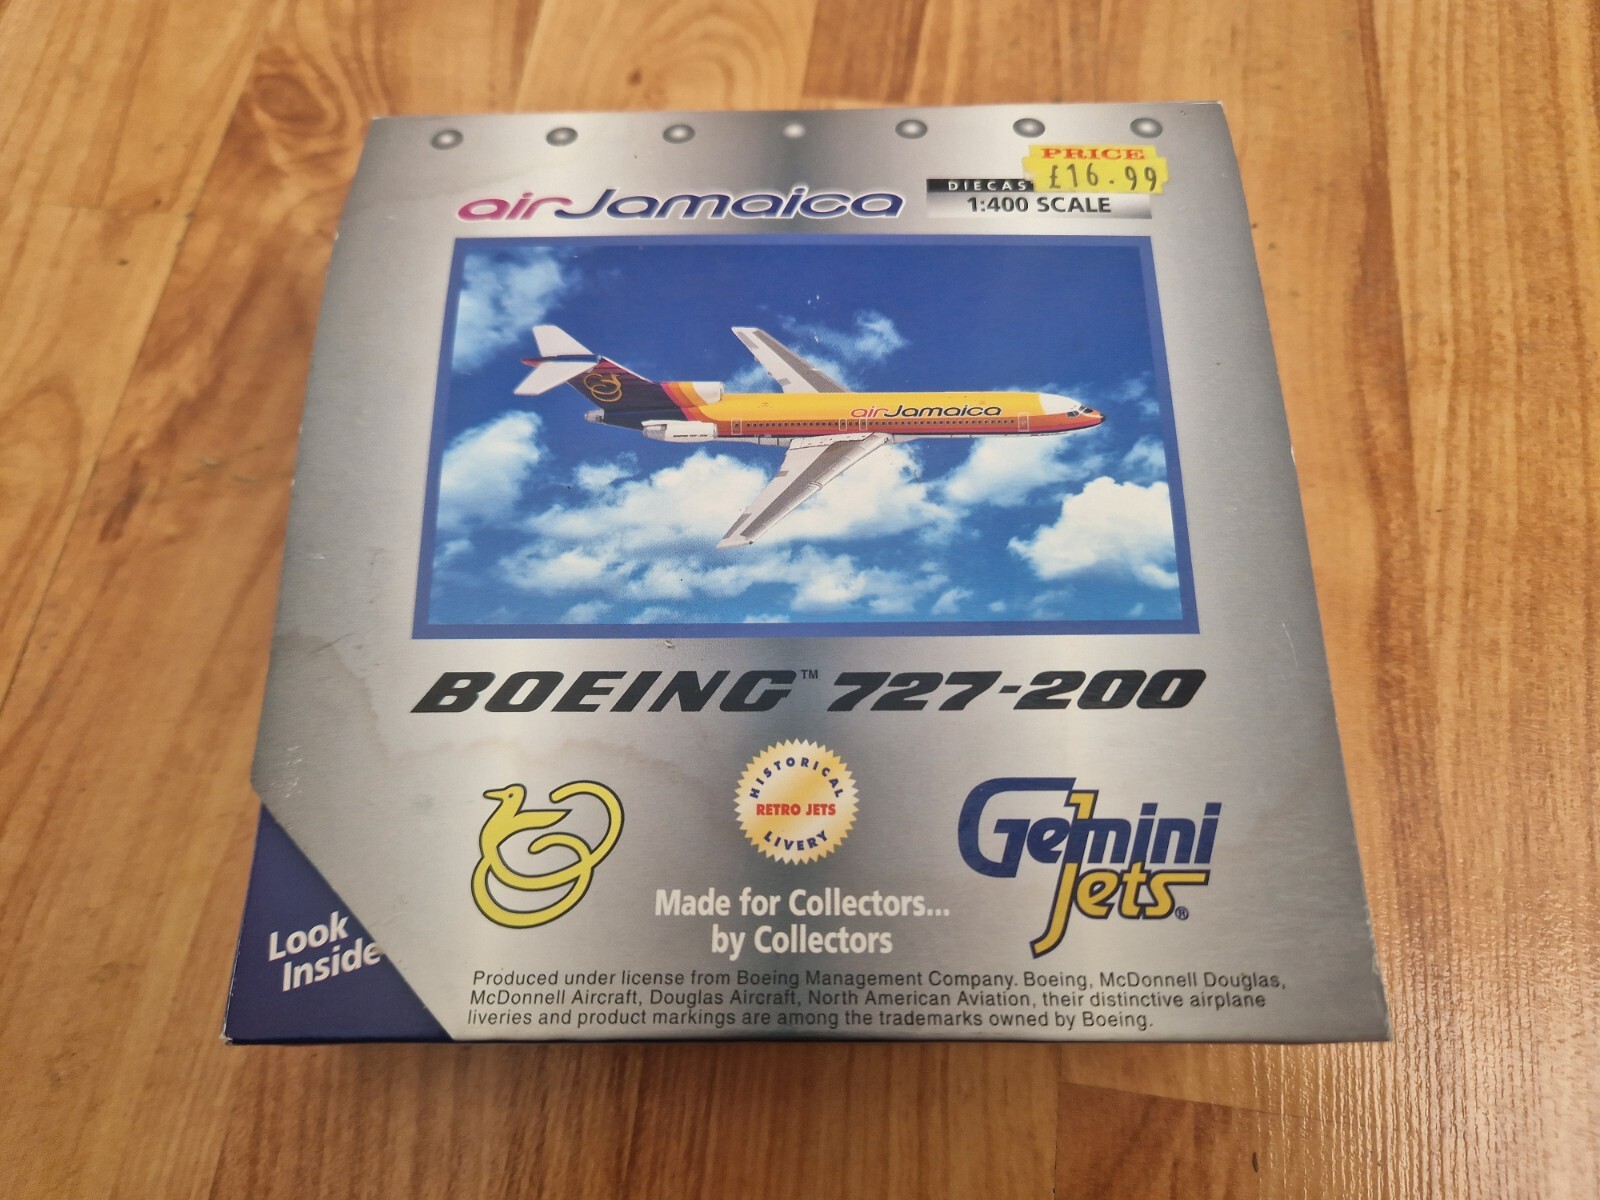 airJamaica
PRICE
£16.99
DIECAS
1:400 SCALE
airJamaica
BOEING™ 727-200
HISTORICAL
RETRO JETS
LIVERY
Gemini
Jets®
Made for Collectors...
by Collectors
Look
Inside
Produced under license from Boeing Management Company. Boeing, McDonnell Douglas,
McDonnell Aircraft, Douglas Aircraft, North American Aviation, their distinctive airplane
liveries and product markings are among the trademarks owned by Boeing.